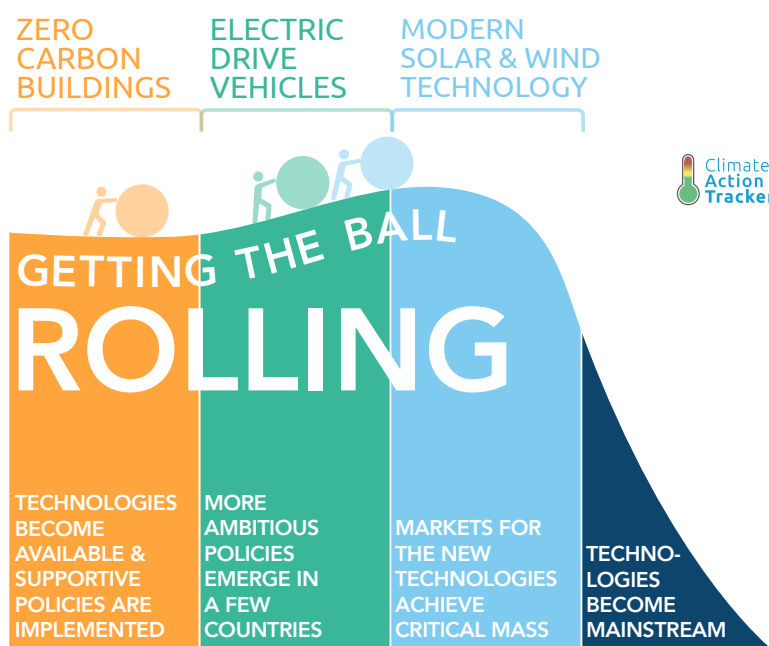 ZERO
CARBON
BUILDINGS
ELECTRIC
DRIVE
VEHICLES
MODERN
SOLAR & WIND
TECHNOLOGY
Climate
Action
Tracker
GETTING THE BALL
ROLLING
TECHNOLOGIES
BECOME
AVAILABLE &
SUPPORTIVE
POLICIES ARE
IMPLEMENTED
MORE
AMBITIOUS
POLICIES
EMERGE IN
A FEW
COUNTRIES
MARKETS FOR
THE NEW
TECHNOLOGIES
ACHIEVE
CRITICAL MASS
TECHNO-
LOGIES
BECOME
MAINSTREAM